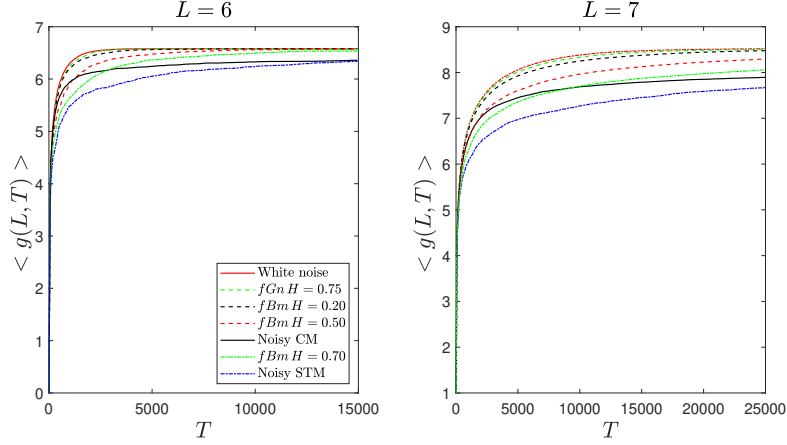 L = 6
7
6
5
4
3
2
1
0
< g(L, T) >
0 5000 10000 15000
T
White noise
fGn H = 0.75
fBm H = 0.20
fBm H = 0.50
Noisy CM
fBm H = 0.70
Noisy STM
L = 7
9
8
7
6
5
4
3
2
1
< g(L, T) >
0 5000 10000 15000 20000 25000
T